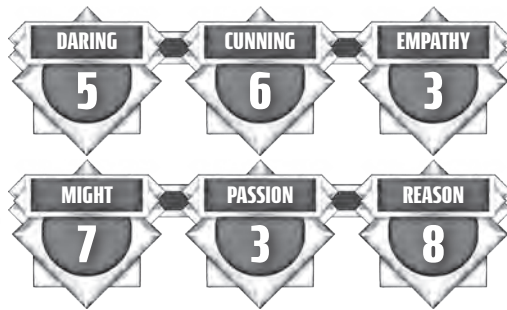 DARING CUNNING EMPATHY
5 6 3
MIGHT PASSION REASON
7 3 8